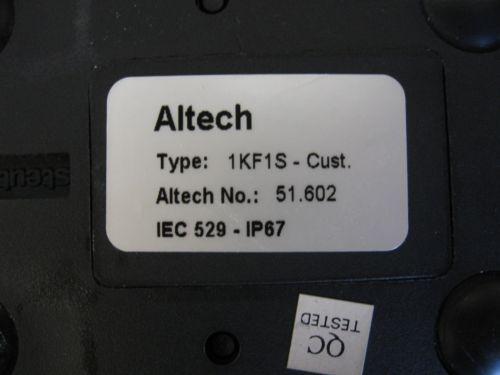 Altech
Type: 1KF1S - Cust.
Altech No.: 51.602
IEC 529 - IP67
QC
TESTED